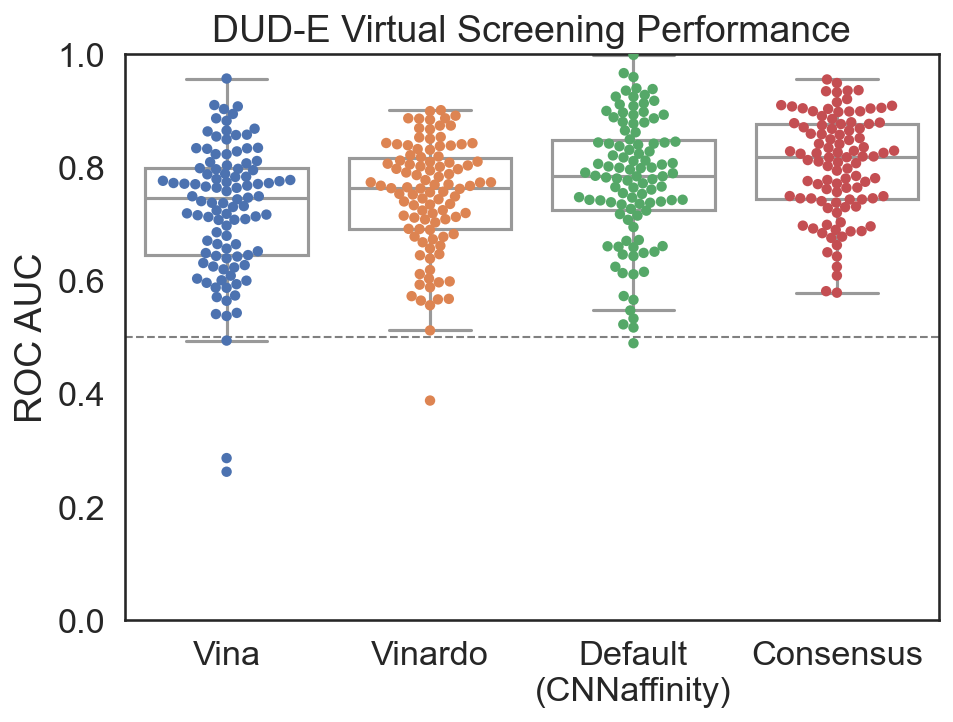 DUD-E Virtual Screening Performance
ROC AUC
1.0
0.8
0.6
0.4
0.2
0.0
Vina
Vinardo
Default
(CNNaffinity)
Consensus